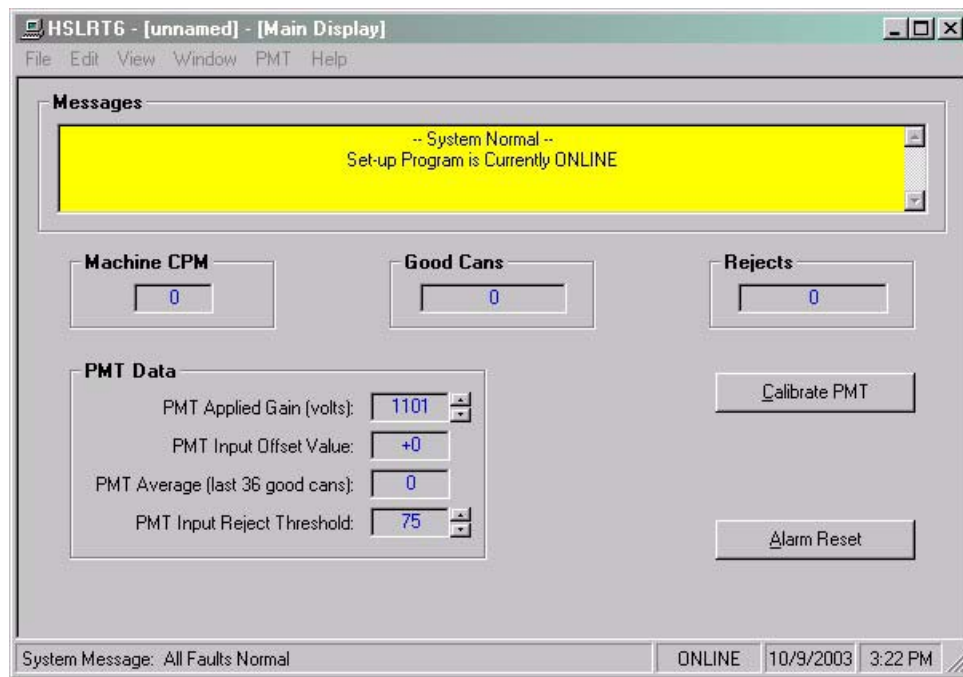 HSLRT6 - [unnamed] - [Main Display]
File Edit View Window PMT Help
Messages
-- System Normal --
Set-up Program is Currently ONLINE
Machine CPM
0
Good Cans
0
Rejects
0
PMT Data
PMT Applied Gain (volts): 1101
PMT Input Offset Value: +0
PMT Average (last 36 good cans): 0
PMT Input Reject Threshold: 75
Calibrate PMT
Alarm Reset
System Message: All Faults Normal ONLINE 10/9/2003 3:22 PM